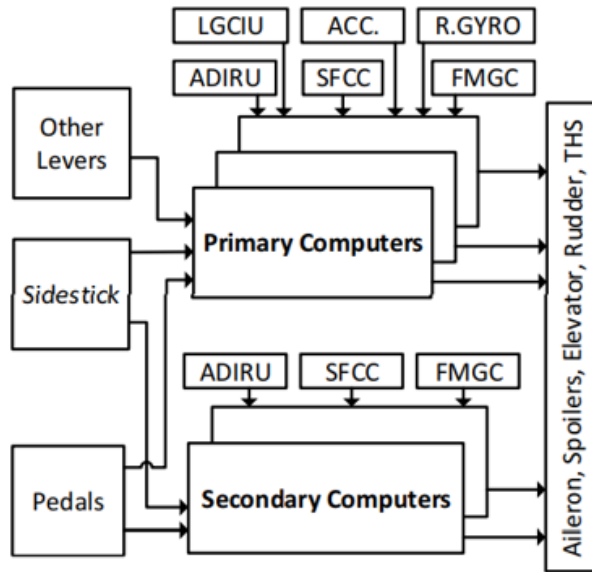 LGCIU
ACC.
R.GYRO
ADIRU
SFCC
FMGC
Other
Levers
Primary Computers
Sidestick
ADIRU
SFCC
FMGC
Pedals
Secondary Computers
Aileron, Spoilers, Elevator, Rudder, THS